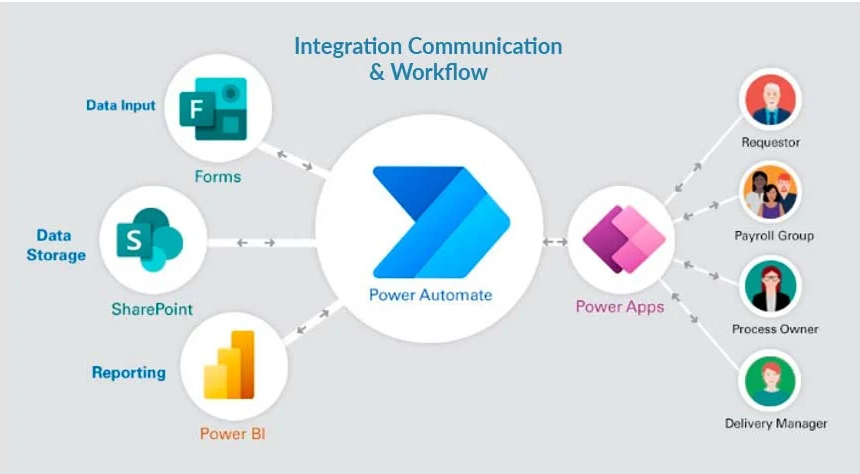 Integration Communication
& Workflow
Data Input
F
Forms
Data
Storage
S
SharePoint
Reporting
Power BI
Power Automate
Power Apps
Requestor
Payroll Group
Process Owner
Delivery Manager